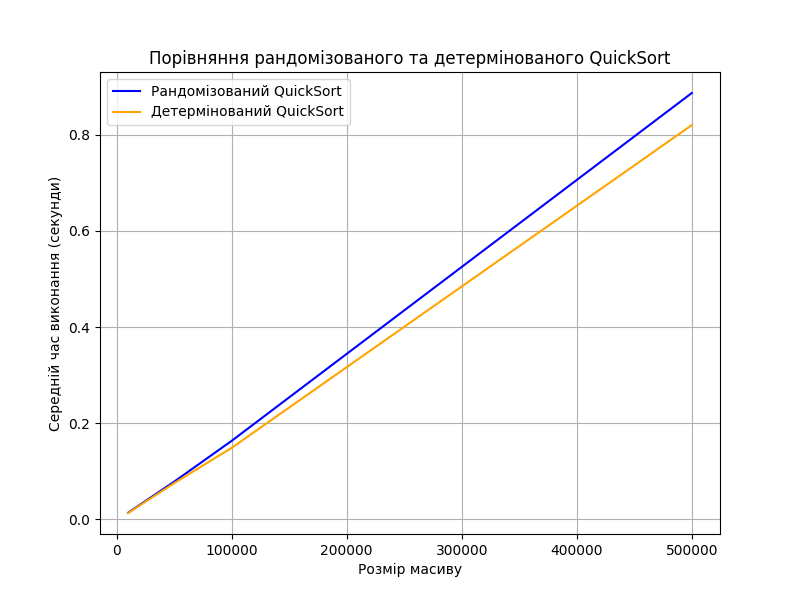 Порівняння рандомізованого та детермінованого QuickSort
Рандомізований QuickSort
Детермінований QuickSort
Середній час виконання (секунди)
0.8
0.6
0.4
0.2
0.0
0
100000
200000
300000
400000
500000
Розмір масиву